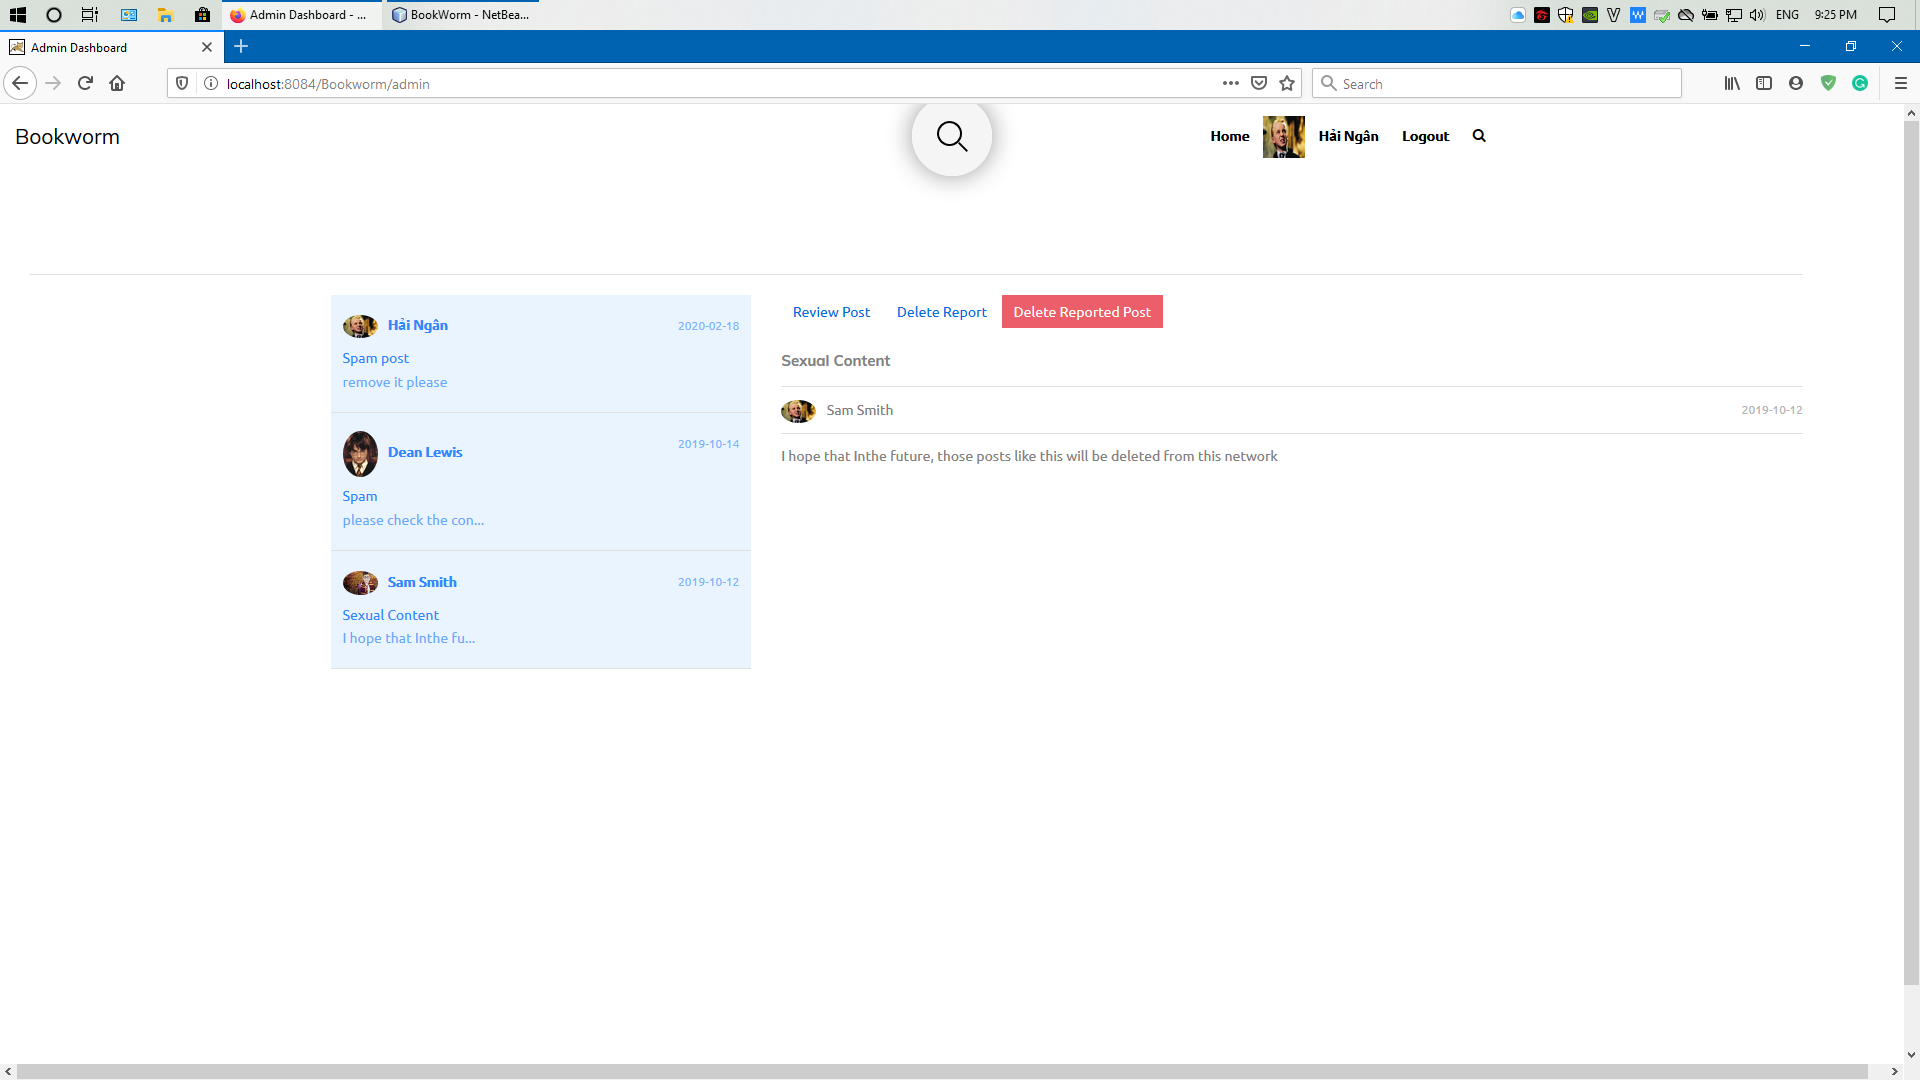 Admin Dashboard - ...
BookWorm - NetBea...
ENG
9:25 PM
Admin Dashboard
localhost:8084/Bookworm/admin
Search
Bookworm
Home
Hải Ngân
Logout
Hải Ngân
2020-02-18
Spam post
remove it please
Dean Lewis
2019-10-14
Spam
please check the con...
Sam Smith
2019-10-12
Sexual Content
I hope that Inthe fu...
Review Post
Delete Report
Delete Reported Post
Sexual Content
Sam Smith
2019-10-12
I hope that Inthe future, those posts like this will be deleted from this network